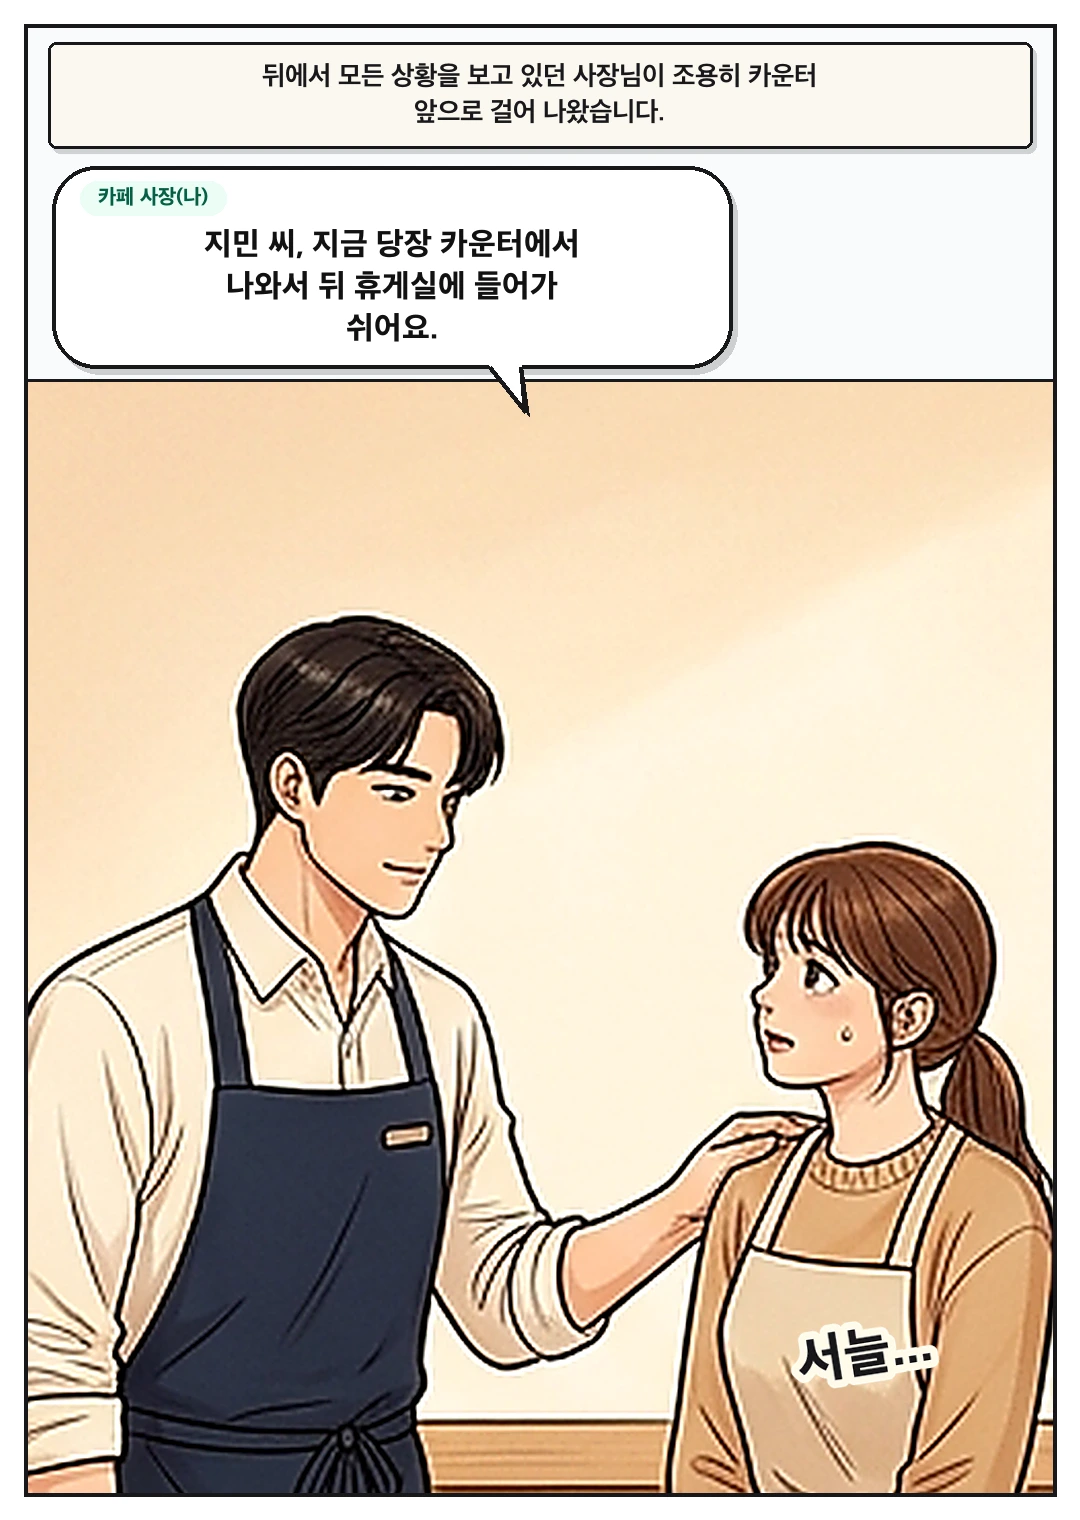 뒤에서 모든 상황을 보고 있던 사장님이 조용히 카운터
앞으로 걸어 나왔습니다.
카페 사장(나)
지민 씨, 지금 당장 카운터에서
나와서 뒤 휴게실에 들어가
쉬어요.
서늘...